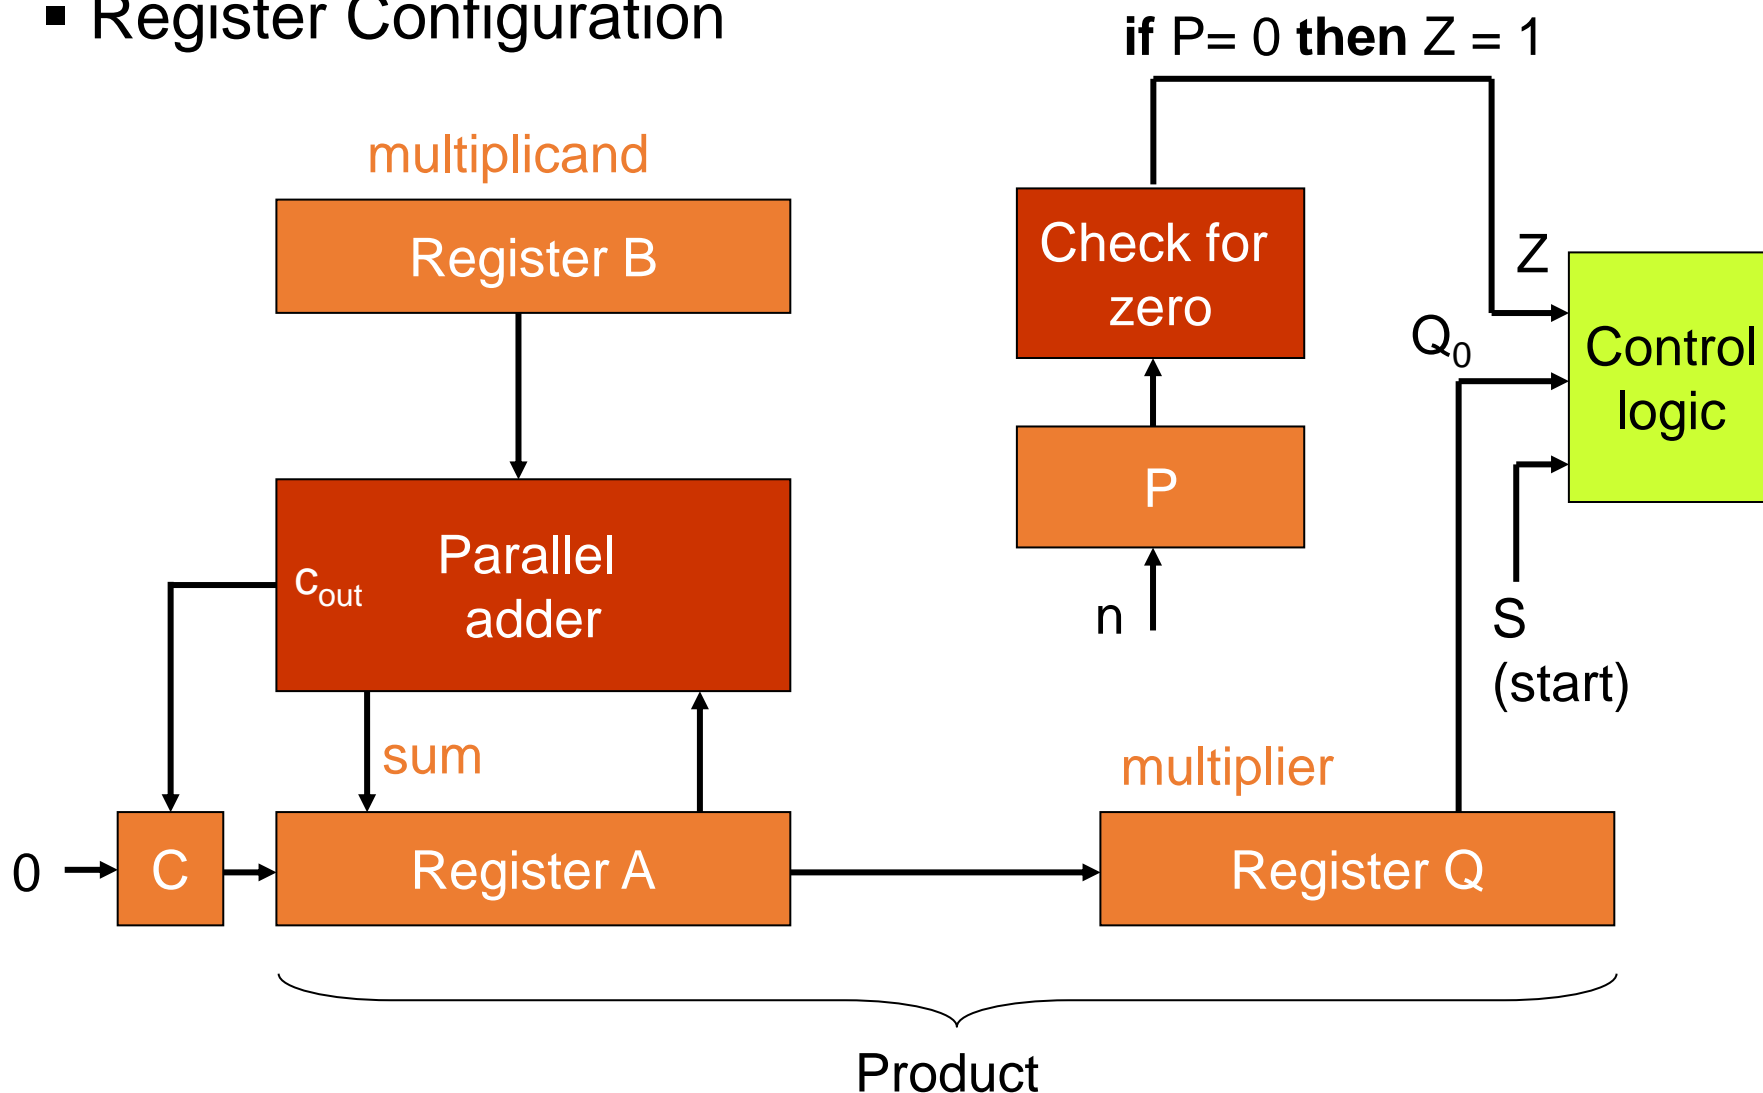 ▪ Register Configuration
if P= 0 then Z = 1
multiplicand
Register B
Check for
zero
Z
Q0
Control
logic
P
Parallel
adder
cout
n
S
(start)
sum
multiplier
0
C
Register A
Register Q
Product